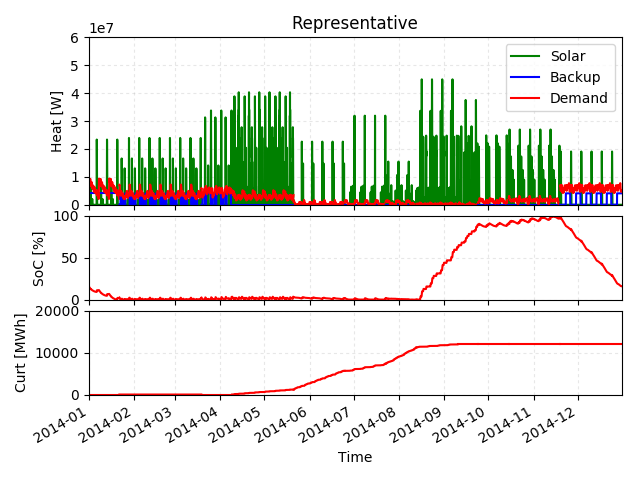 Representative
1e7
6
5
4
3
2
1
0
Heat [W]
Solar
Backup
Demand
100
50
0
SoC [%]
20000
10000
0
Curt [MWh]
2014-01
2014-02
2014-03
2014-04
2014-05
2014-06
2014-07
2014-08
2014-09
2014-10
2014-11
2014-12
Time